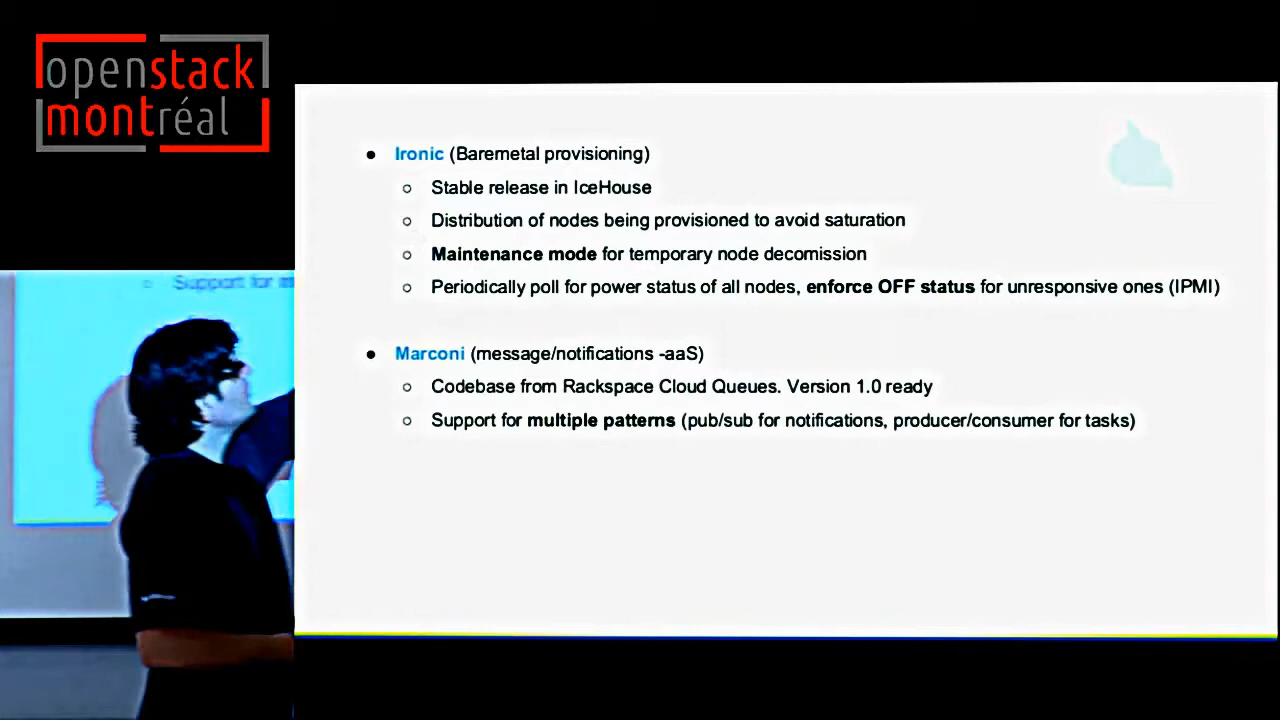 openstack
montréal
● Ironic (Baremetal provisioning)
○ Stable release in IceHouse
○ Distribution of nodes being provisioned to avoid saturation
○ Maintenance mode for temporary node decomission
○ Periodically poll for power status of all nodes, enforce OFF status for unresponsive ones (IPMI)
● Marconi (message/notifications -aaS)
○ Codebase from Rackspace Cloud Queues. Version 1.0 ready
○ Support for multiple patterns (pub/sub for notifications, producer/consumer for tasks)
○ Support for